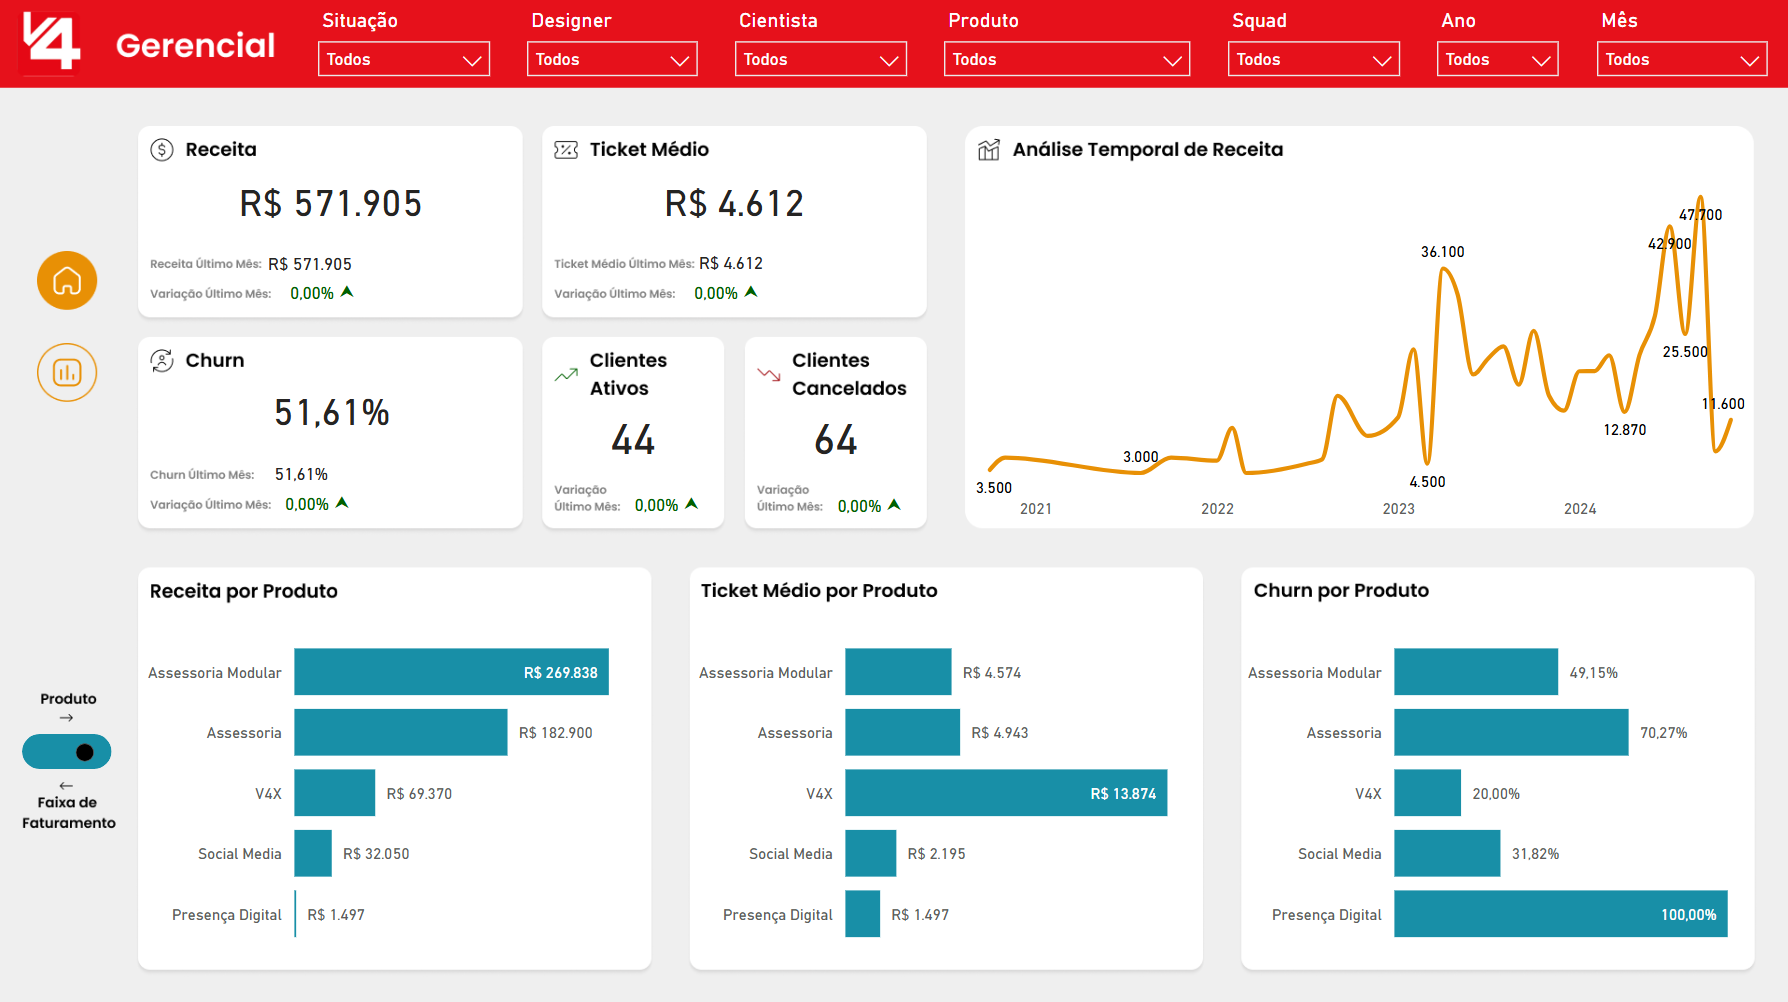 V4
Gerencial
Situação
Todos
Designer
Todos
Cientista
Todos
Produto
Todos
Squad
Todos
Ano
Todos
Mês
Todos
Receita
R$ 571.905
Receita Último Mês: R$ 571.905
Variação Último Mês: 0,00%
Ticket Médio
R$ 4.612
Ticket Médio Último Mês: R$ 4.612
Variação Último Mês: 0,00%
Análise Temporal de Receita
47.700
42.900
36.100
25.500
11.600
12.870
3.000
4.500
3.500
2021
2022
2023
2024
Churn
51,61%
Churn Último Mês: 51,61%
Variação Último Mês: 0,00%
Clientes
Ativos
44
Variação
Último Mês: 0,00%
Clientes
Cancelados
64
Variação
Último Mês: 0,00%
Produto
Faixa de
Faturamento
Receita por Produto
Assessoria Modular R$ 269.838
Assessoria R$ 182.900
V4X R$ 69.370
Social Media R$ 32.050
Presença Digital R$ 1.497
Ticket Médio por Produto
Assessoria Modular R$ 4.574
Assessoria R$ 4.943
V4X R$ 13.874
Social Media R$ 2.195
Presença Digital R$ 1.497
Churn por Produto
Assessoria Modular 49,15%
Assessoria 70,27%
V4X 20,00%
Social Media 31,82%
Presença Digital 100,00%